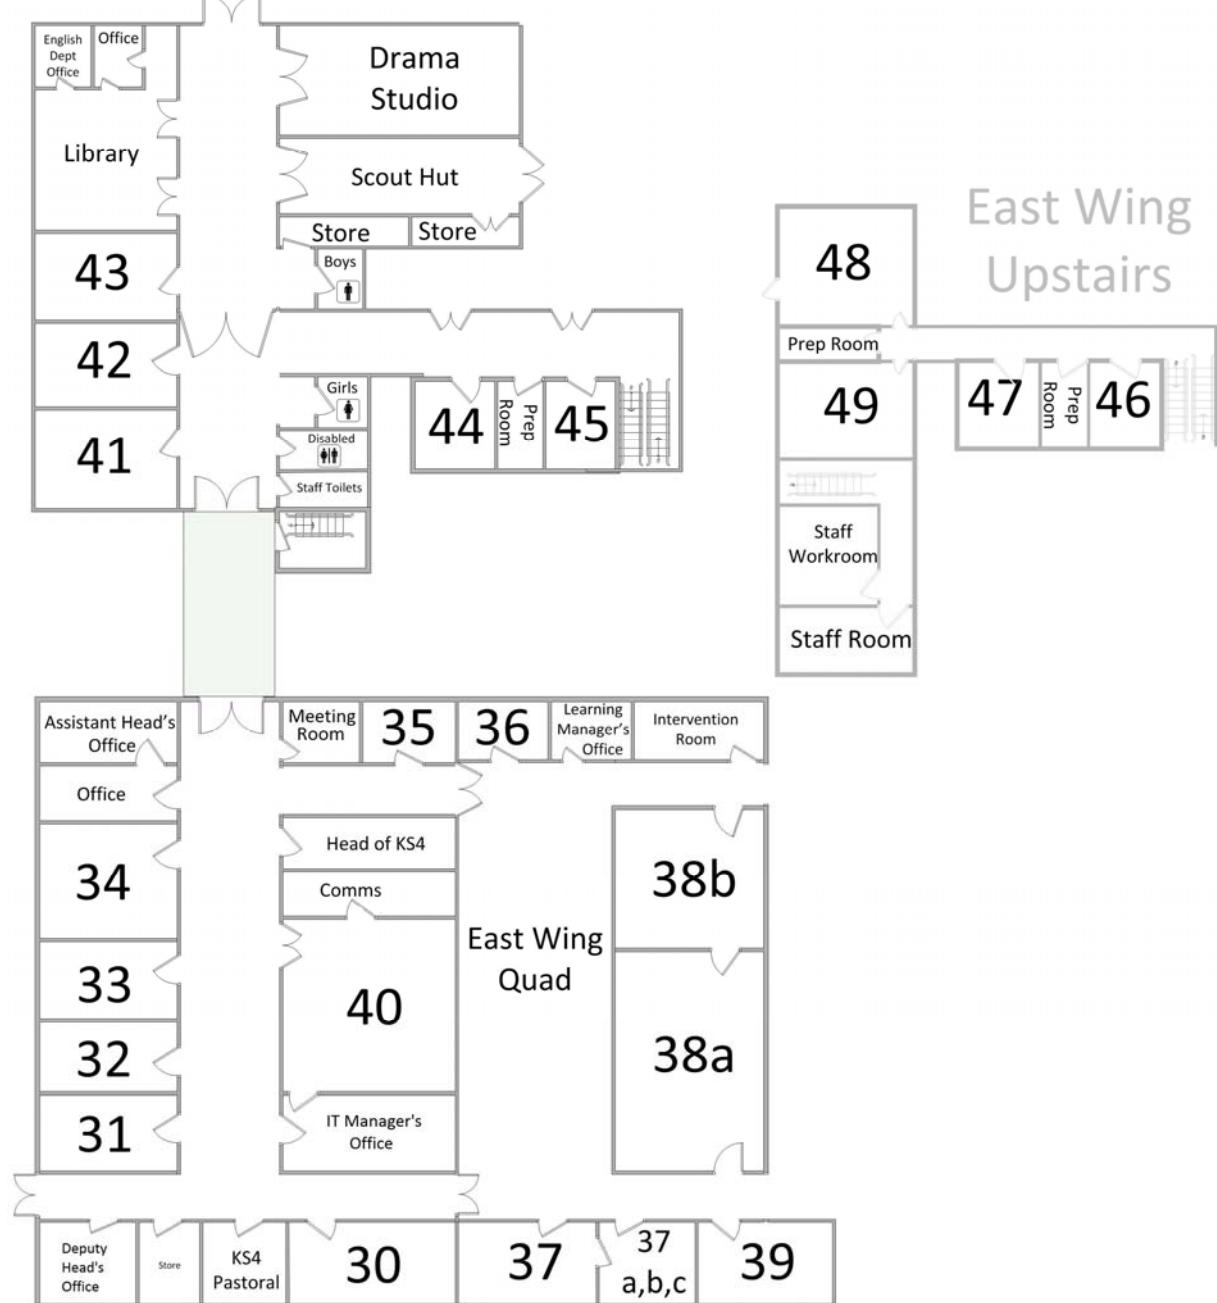 English
Dept
Office
Office
Drama
Studio
Library
Scout Hut
Store
Store
43
Boys
42
Girls
44
Prep
Room
45
41
Disabled
Staff Toilets
East Wing
Upstairs
48
Prep Room
49
47
Prep
Room
46
Staff
Workroom
Staff Room
Assistant Head's
Office
Meeting
Room
35
36
Learning
Manager's
Office
Intervention
Room
Office
34
Head of KS4
Comms
38b
East Wing
Quad
33
40
38a
32
31
IT Manager's
Office
Deputy
Head's
Office
Store
KS4
Pastoral
30
37
37
a,b,c
39